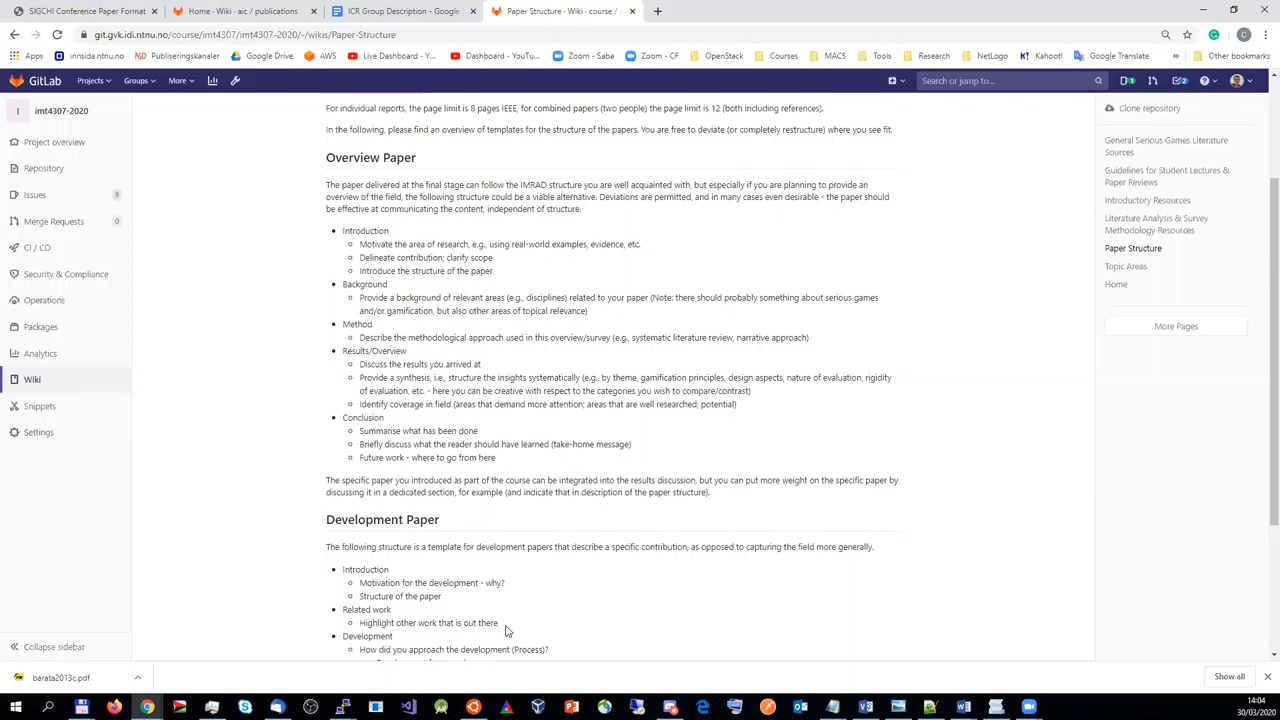 SIGCHI Conference Paper Format
Home · Wiki · aic / publications
ICR Group Description - Google
Paper Structure · Wiki · course /
git.gvk.idi.ntnu.no/course/imt4307/imt4307-2020/-/wikis/Paper-Structure
Apps
innsida.ntnu.no
Publiseringskanaler
Google Drive
AWS
Live Dashboard - Y...
Dashboard - YouTu...
Zoom - Saba
Zoom - CF
OpenStack
Courses
MACS
Tools
Research
NetLogo
Kahoot!
Google Translate
»
Other bookmarks
GitLab
Projects
Groups
More
Search or jump to...
1
2
I
imt4307-2020
Project overview
Repository
Issues 9
Merge Requests 0
CI / CD
Security & Compliance
Operations
Packages
Analytics
Wiki
Snippets
Settings
Collapse sidebar
For individual reports, the page limit is 8 pages IEEE, for combined papers (two people) the page limit is 12 (both including references).
In the following, please find an overview of templates for the structure of the papers. You are free to deviate (or completely restructure) where you see fit.
Overview Paper
The paper delivered at the final stage can follow the IMRAD structure you are well acquainted with, but especially if you are planning to provide an
overview of the field, the following structure could be a viable alternative. Deviations are permitted, and in many cases even desirable - the paper should
be effective at communicating the content, independent of structure.
Introduction
Motivate the area of research, e.g., using real-world examples, evidence, etc.
Delineate contribution; clarify scope
Introduce the structure of the paper
Background
Provide a background of relevant areas (e.g., disciplines) related to your paper (Note: there should probably something about serious games
and/or gamification, but also other areas of topical relevance)
Method
Describe the methodological approach used in this overview/survey (e.g., systematic literature review, narrative approach)
Results/Overview
Discuss the results you arrived at
Provide a synthesis, i.e., structure the insights systematically (e.g., by theme, gamification principles, design aspects, nature of evaluation, rigidity
of evaluation, etc. - here you can be creative with respect to the categories you wish to compare/contrast)
Identify coverage in field (areas that demand more attention; areas that are well researched; potential)
Conclusion
Summarise what has been done
Briefly discuss what the reader should have learned (take-home message)
Future work - where to go from here
The specific paper you introduced as part of the course can be integrated into the results discussion, but you can put more weight on the specific paper by
discussing it in a dedicated section, for example (and indicate that in description of the paper structure).
Development Paper
The following structure is a template for development papers that describe a specific contribution, as opposed to capturing the field more generally.
Introduction
Motivation for the development - why?
Structure of the paper
Related work
Highlight other work that is out there
Development
How did you approach the development (Process)?
Clone repository
General Serious Games Literature
Sources
Guidelines for Student Lectures &
Paper Reviews
Introductory Resources
Literature Analysis & Survey
Methodology Resources
Paper Structure
Topic Areas
Home
More Pages
barata2013c.pdf
Show all
14:04
30/03/2020